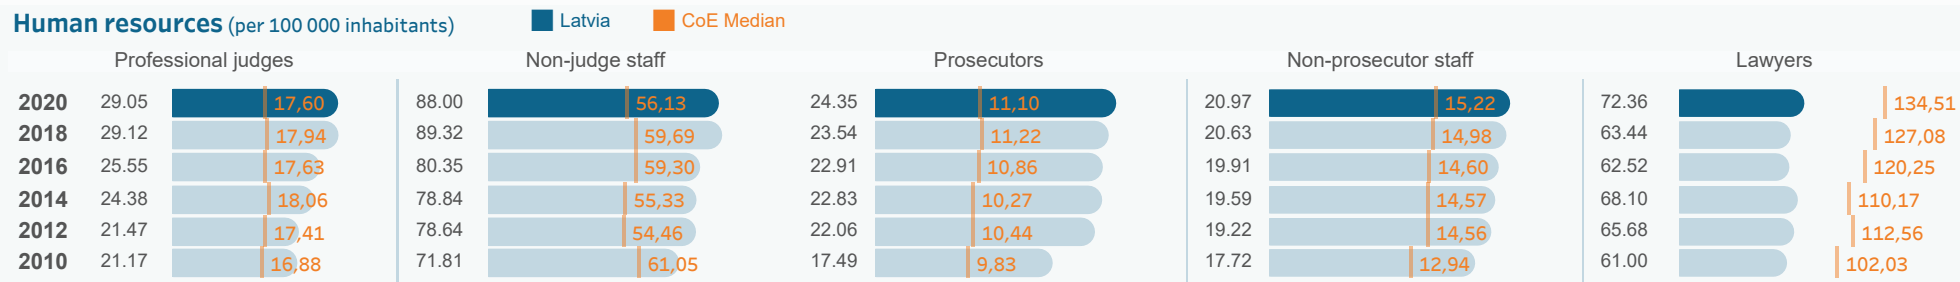 Human resources (per 100 000 inhabitants) Latvia CoE Median
Professional judges Non-judge staff Prosecutors Non-prosecutor staff Lawyers
2020 29.05 17,60 88.00 56,13 24.35 11,10 20.97 15,22 72.36 134,51
2018 29.12 17,94 89.32 59,69 23.54 11,22 20.63 14,98 63.44 127,08
2016 25.55 17,63 80.35 59,30 22.91 10,86 19.91 14,60 62.52 120,25
2014 24.38 18,06 78.84 55,33 22.83 10,27 19.59 14,57 68.10 110,17
2012 21.47 17,41 78.64 54,46 22.06 10,44 19.22 14,56 65.68 112,56
2010 21.17 16,88 71.81 61,05 17.49 9,83 17.72 12,94 61.00 102,03